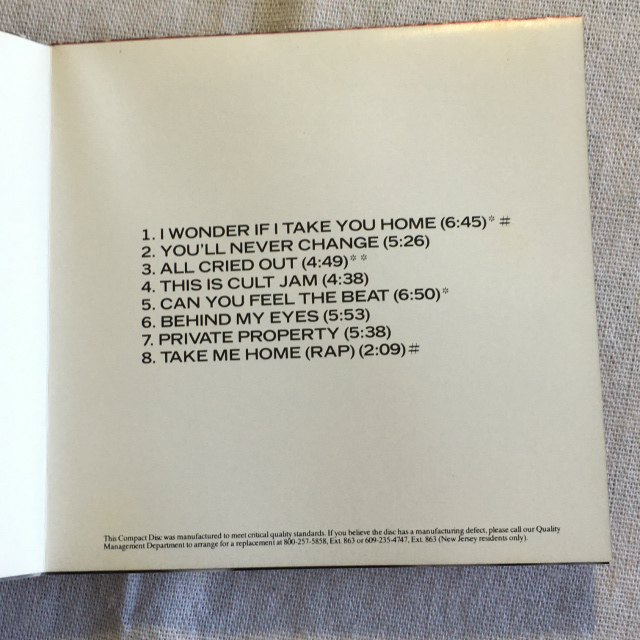 1. I WONDER IF I TAKE YOU HOME (6:45)* #
2. YOU'LL NEVER CHANGE (5:26)
3. ALL CRIED OUT (4:49)* *
4. THIS IS CULT JAM (4:38)
5. CAN YOU FEEL THE BEAT (6:50)*
6. BEHIND MY EYES (5:53)
7. PRIVATE PROPERTY (5:38)
8. TAKE ME HOME (RAP) (2:09)#
This Compact Disc was manufactured to meet critical quality standards. If you believe the disc has a manufacturing defect, please call our Quality
Management Department to arrange for a replacement at 800-257-5858, Ext. 863 or 609-235-4747, Ext. 863 (New Jersey residents only).